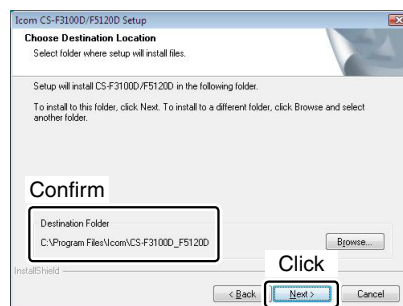 Icom CS-F3100D/F5120D Setup
Choose Destination Location
Select folder where setup will install files.
Setup will install CS-F3100D/F5120D in the following folder.
To install to this folder, click Next. To install to a different folder, click Browse and select
another folder.
Confirm
Destination Folder
C:\Program Files\Icom\CS-F3100D_F5120D
Browse...
Click
InstallShield
< Back
Next >
Cancel